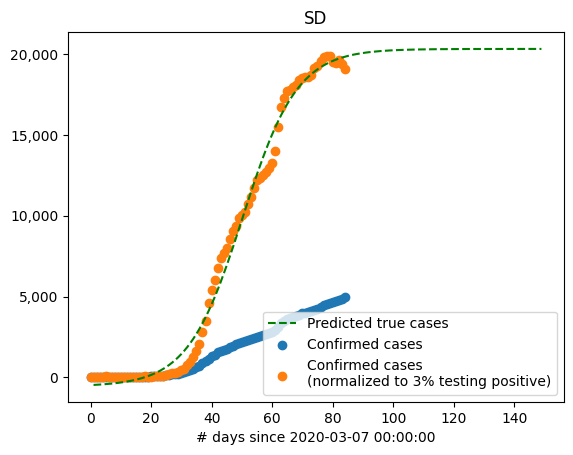 SD
20,000
15,000
10,000
5,000
0
Predicted true cases
Confirmed cases
Confirmed cases
(normalized to 3% testing positive)
0 20 40 60 80 100 120 140
# days since 2020-03-07 00:00:00